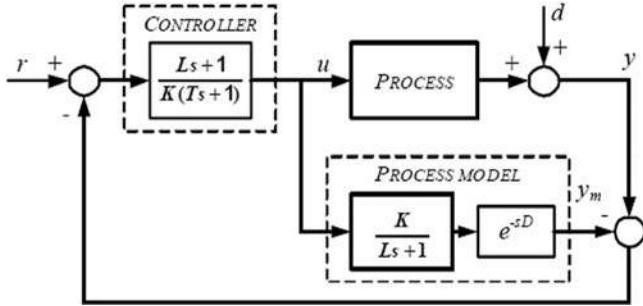 CONTROLLER
d
r
+
-
Ls+1
K(Ts+1)
u
PROCESS
+
+
y
PROCESS MODEL
K
Ls+1
e^{-sD}
y_m
-